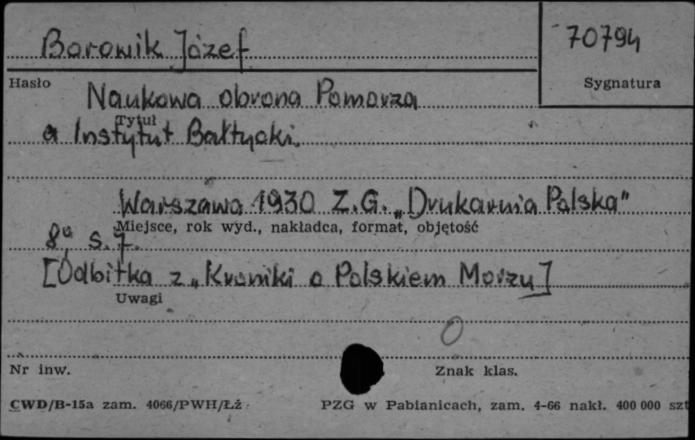 Borowik Józef
70794
Hasło
Sygnatura
Naukowa obrona Pomorza
Tytuł
a Instytut Bałtycki.
Warszawa 1930 Z.G. „Drukarnia Polska"
Miejsce, rok wyd., nakładca, format, objętość
8°, s. 7.
[Odbitka z „Kroniki o Polskiem Morzu]
Uwagi
Nr inw.
Znak klas.
CWD/B-15a zam. 4066/PWH/Łż
PZG w Pabianicach, zam. 4-66 nakł. 400 000 szt